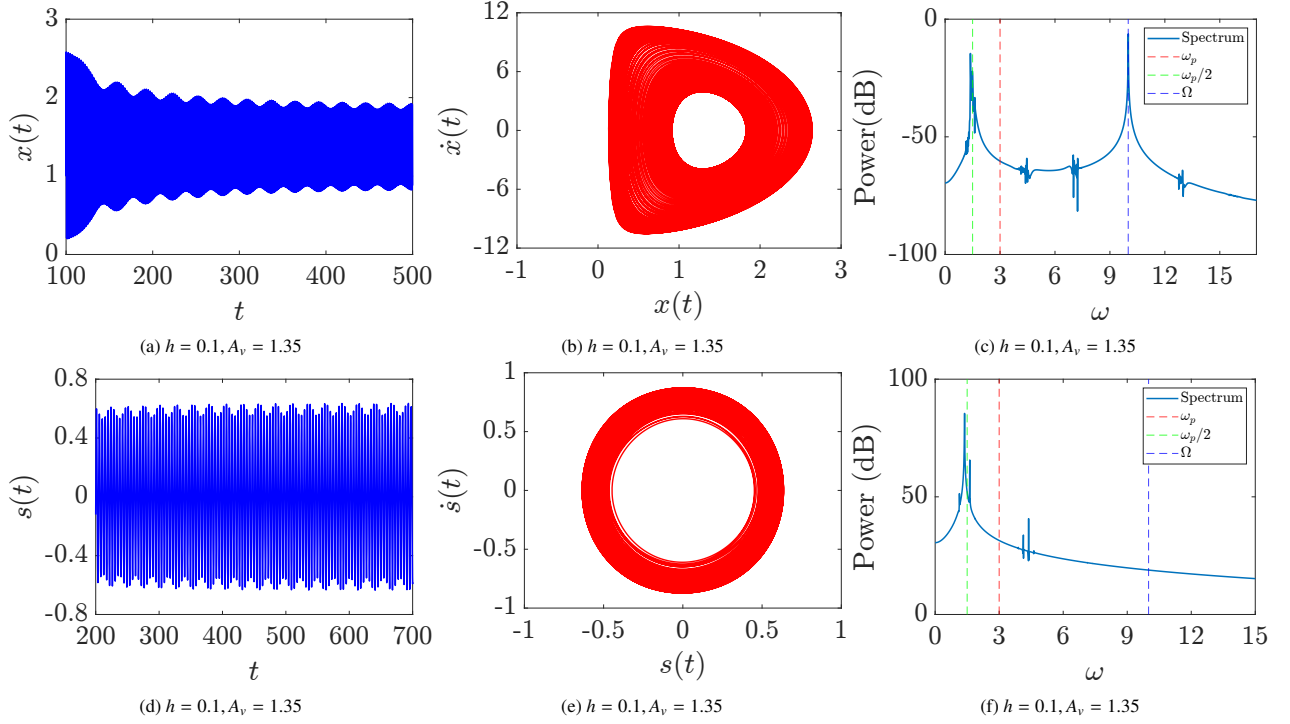 3
2
1
0
x(t)
100 200 300 400 500
t
(a) h = 0.1, A_v = 1.35
12
6
0
-6
-12
ẋ(t)
-1 0 1 2 3
x(t)
(b) h = 0.1, A_v = 1.35
0
-50
-100
Power(dB)
Spectrum
ω_p
ω_p/2
Ω
0 3 6 9 12 15
ω
(c) h = 0.1, A_v = 1.35
0.8
0.4
0
-0.4
-0.8
s(t)
200 300 400 500 600 700
t
(d) h = 0.1, A_v = 1.35
1
0.5
0
-0.5
-1
ṡ(t)
-1 -0.5 0 0.5 1
s(t)
(e) h = 0.1, A_v = 1.35
100
50
0
Power (dB)
Spectrum
ω_p
ω_p/2
Ω
0 3 6 9 12 15
ω
(f) h = 0.1, A_v = 1.35